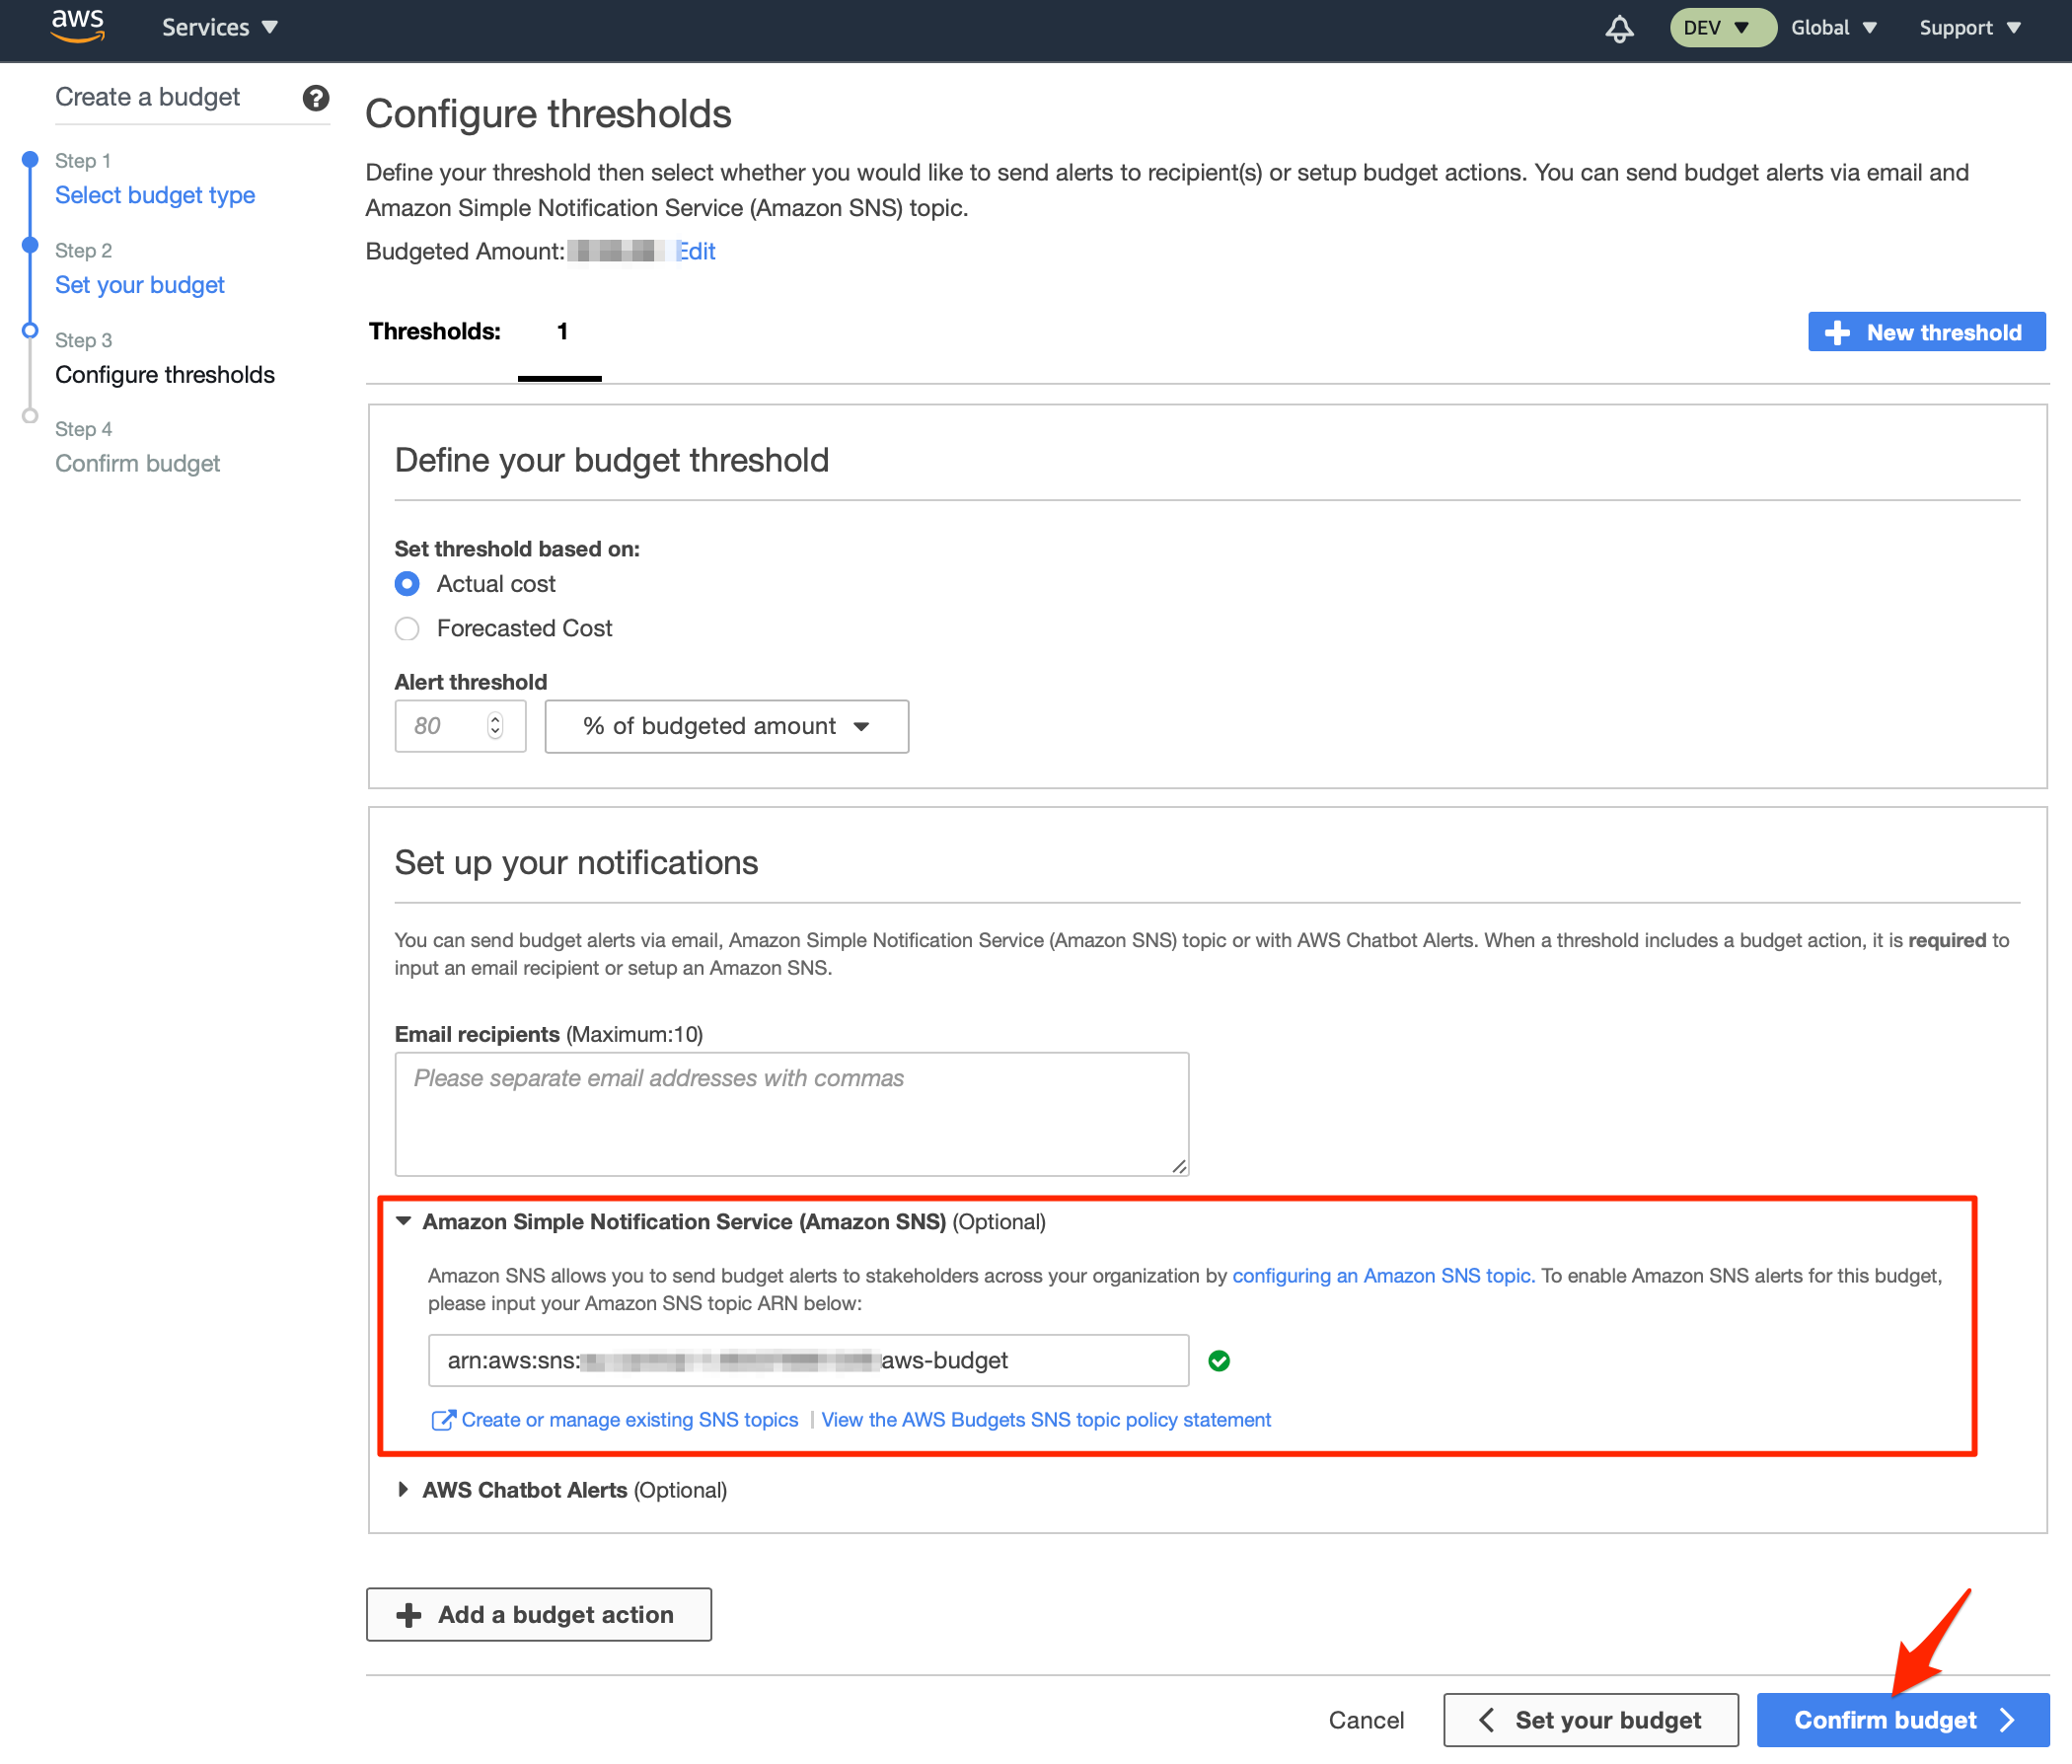 aws Services DEV Global Support
Create a budget
Step 1
Select budget type
Step 2
Set your budget
Step 3
Configure thresholds
Step 4
Confirm budget
Configure thresholds
Define your threshold then select whether you would like to send alerts to recipient(s) or setup budget actions. You can send budget alerts via email and
Amazon Simple Notification Service (Amazon SNS) topic.
Budgeted Amount: Edit
Thresholds: 1
New threshold
Define your budget threshold
Set threshold based on:
Actual cost
Forecasted Cost
Alert threshold
80 % of budgeted amount
Set up your notifications
You can send budget alerts via email, Amazon Simple Notification Service (Amazon SNS) topic or with AWS Chatbot Alerts. When a threshold includes a budget action, it is required to
input an email recipient or setup an Amazon SNS.
Email recipients (Maximum:10)
Please separate email addresses with commas
Amazon Simple Notification Service (Amazon SNS) (Optional)
Amazon SNS allows you to send budget alerts to stakeholders across your organization by configuring an Amazon SNS topic. To enable Amazon SNS alerts for this budget,
please input your Amazon SNS topic ARN below:
arn:aws:sns: aws-budget
Create or manage existing SNS topics | View the AWS Budgets SNS topic policy statement
AWS Chatbot Alerts (Optional)
Add a budget action
Cancel Set your budget Confirm budget